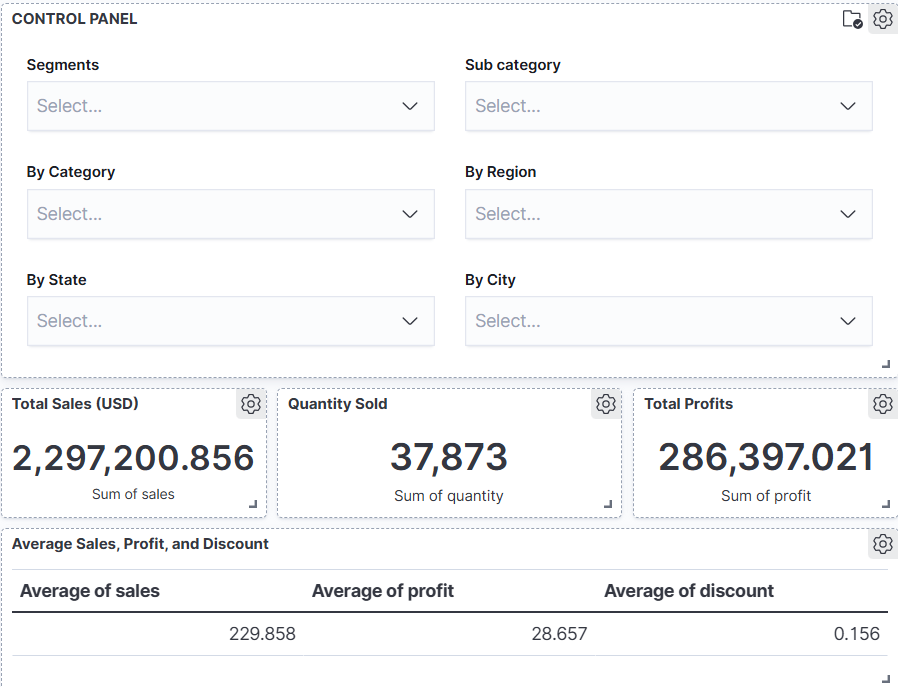 CONTROL PANEL
Segments
Sub category
Select...
Select...
By Category
By Region
Select...
Select...
By State
By City
Select...
Select...
Total Sales (USD)
2,297,200.856
Sum of sales
Quantity Sold
37,873
Sum of quantity
Total Profits
286,397.021
Sum of profit
Average Sales, Profit, and Discount
Average of sales Average of profit Average of discount
229.858 28.657 0.156